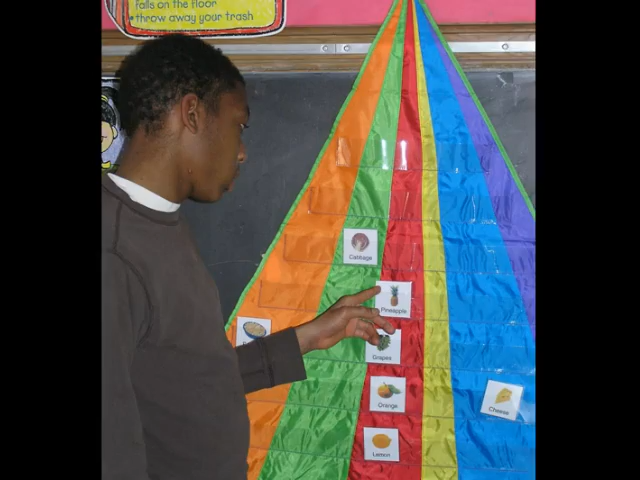 falls on the floor
•throw away your trash
Cabbage
Pineapple
Grapes
Orange
Cheese
Lemon